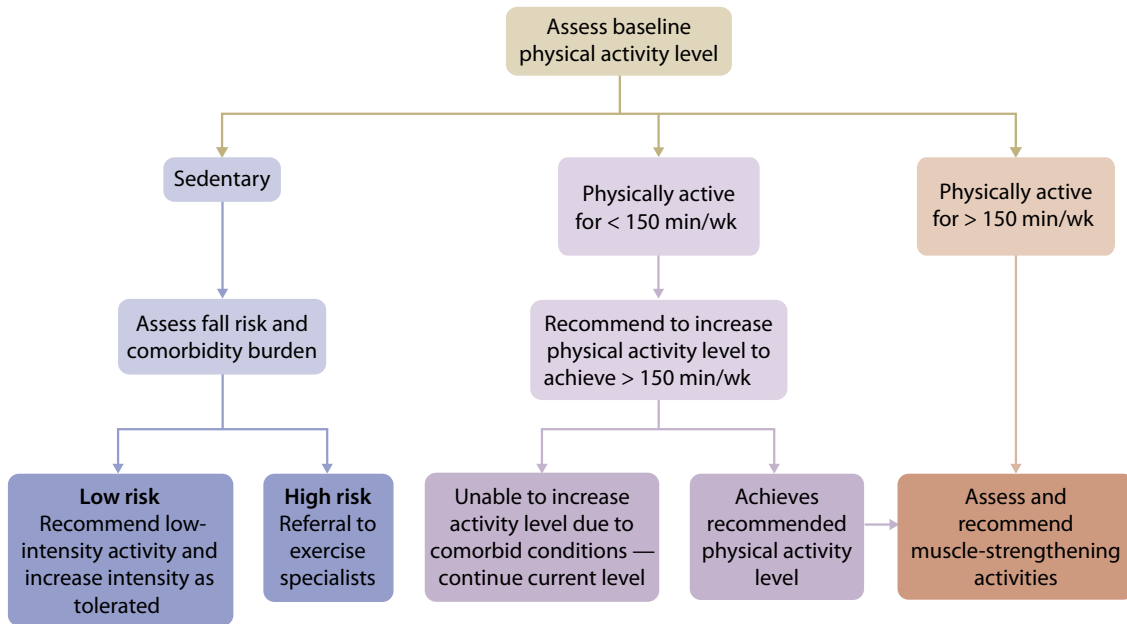 Assess baseline
physical activity level
Sedentary
Physically active
for < 150 min/wk
Physically active
for > 150 min/wk
Assess fall risk and
comorbidity burden
Recommend to increase
physical activity level to
achieve > 150 min/wk
Low risk
Recommend low-
intensity activity and
increase intensity as
tolerated
High risk
Referral to
exercise
specialists
Unable to increase
activity level due to
comorbid conditions —
continue current level
Achieves
recommended
physical activity
level
Assess and
recommend
muscle-strengthening
activities